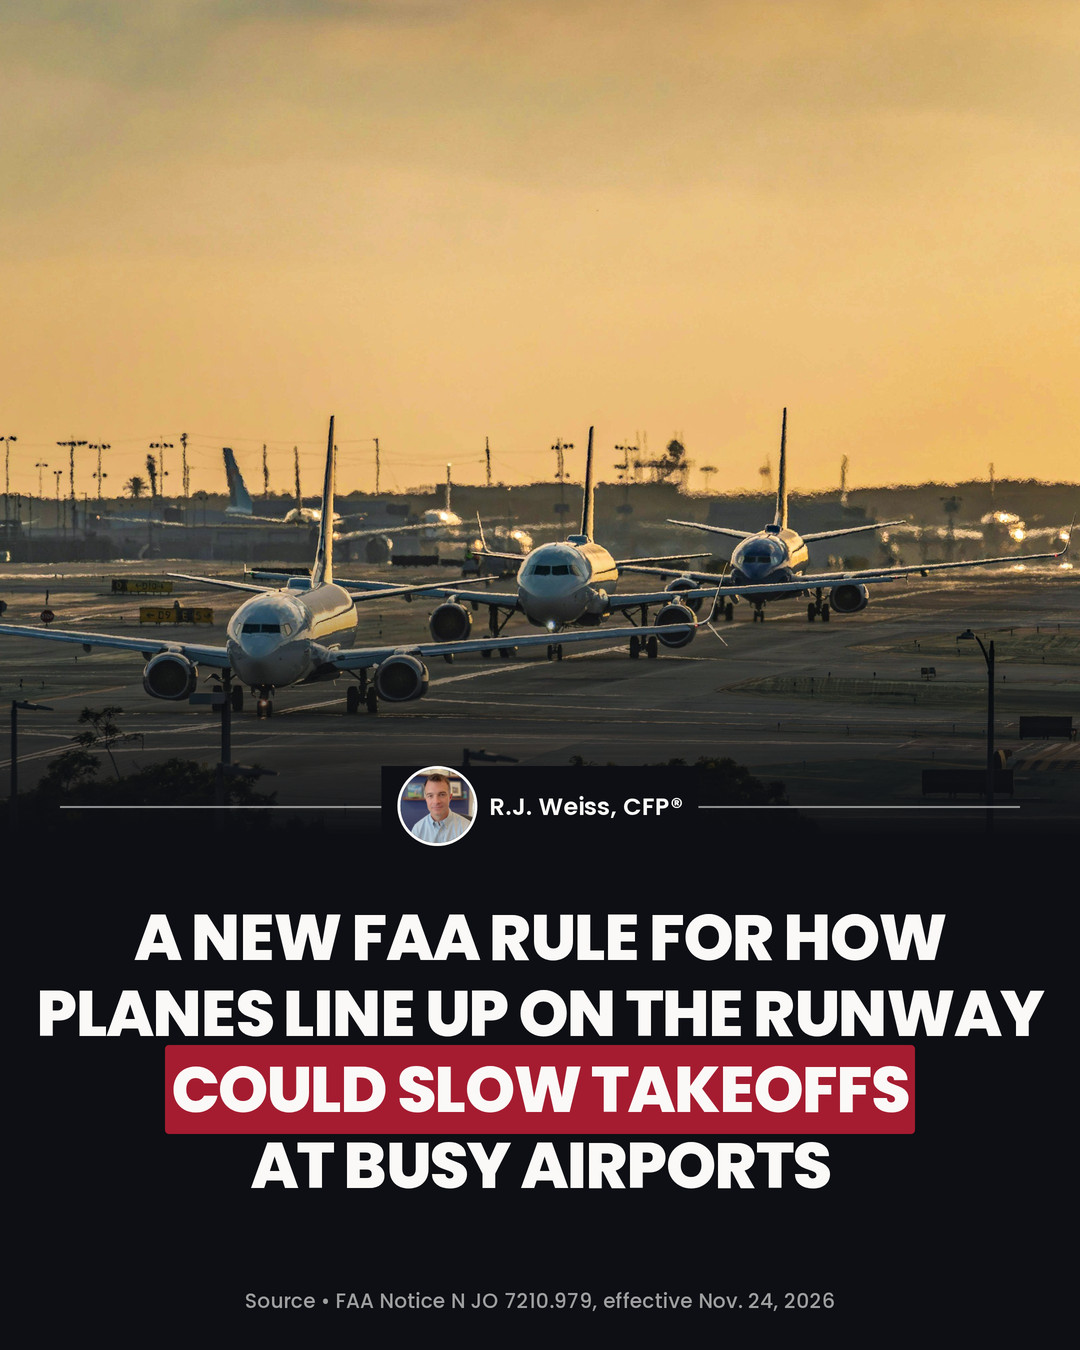 R.J. Weiss, CFP®
A NEW FAA RULE FOR HOW
PLANES LINE UP ON THE RUNWAY
COULD SLOW TAKEOFFS
AT BUSY AIRPORTS
Source • FAA Notice N JO 7210.979, effective Nov. 24, 2026